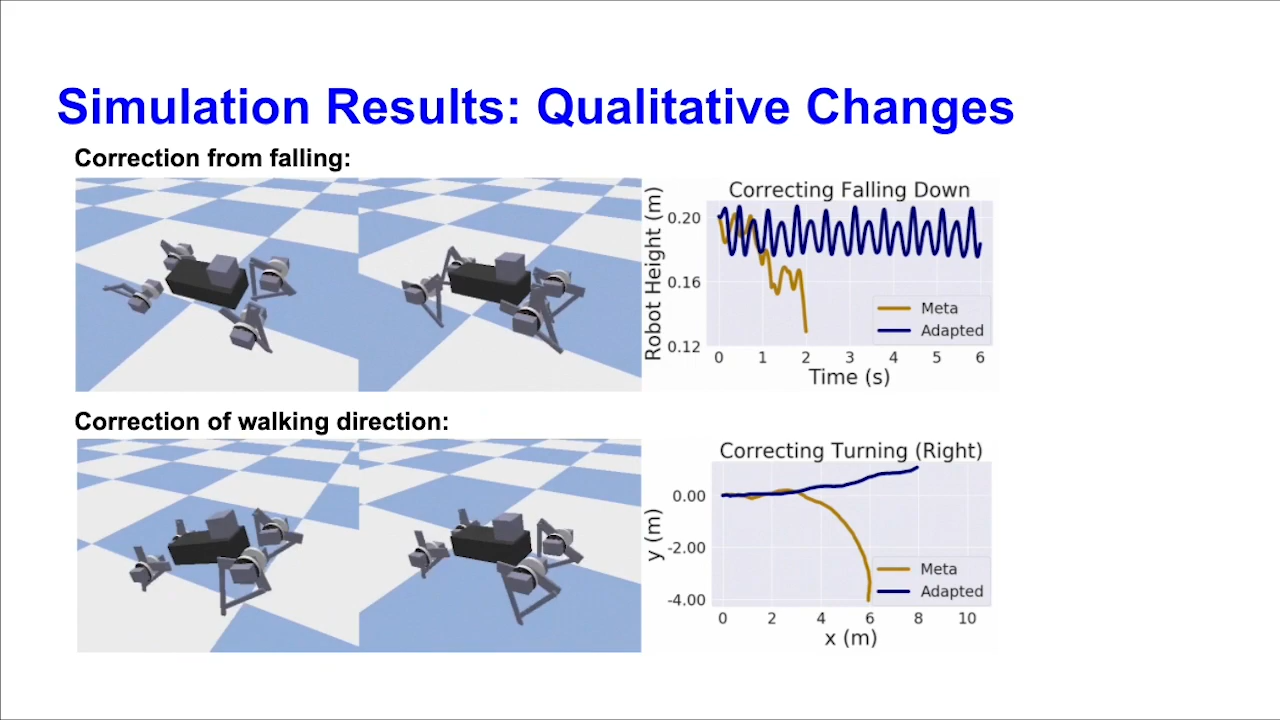 Simulation Results: Qualitative Changes
Correction from falling:
Correcting Falling Down
Robot Height (m)
0.20
0.16
0.12
Meta
Adapted
0 1 2 3 4 5 6
Time (s)
Correction of walking direction:
Correcting Turning (Right)
y (m)
0.00
-2.00
-4.00
Meta
Adapted
0 2 4 6 8 10
x (m)